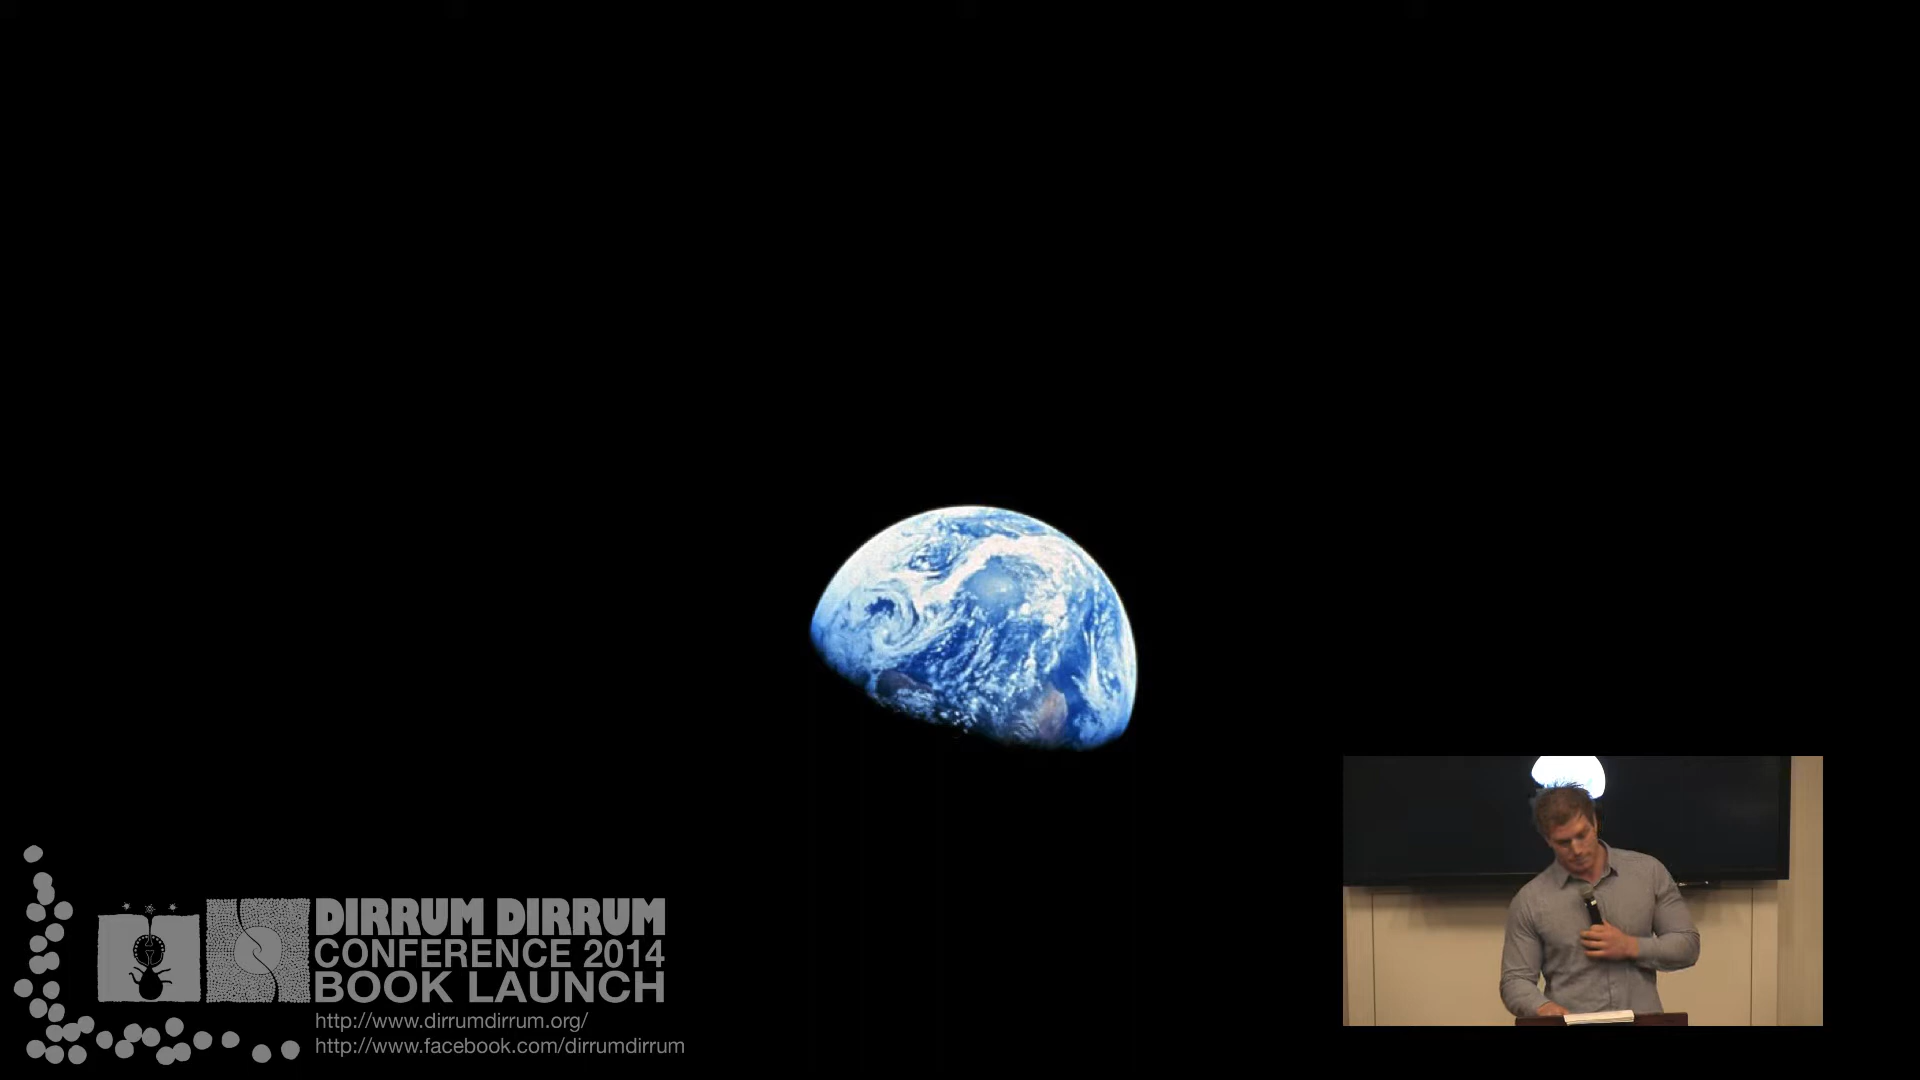 DIRRUM DIRRUM
CONFERENCE 2014
BOOK LAUNCH
http://www.dirrumdirrum.org/
http://www.facebook.com/dirrumdirrum